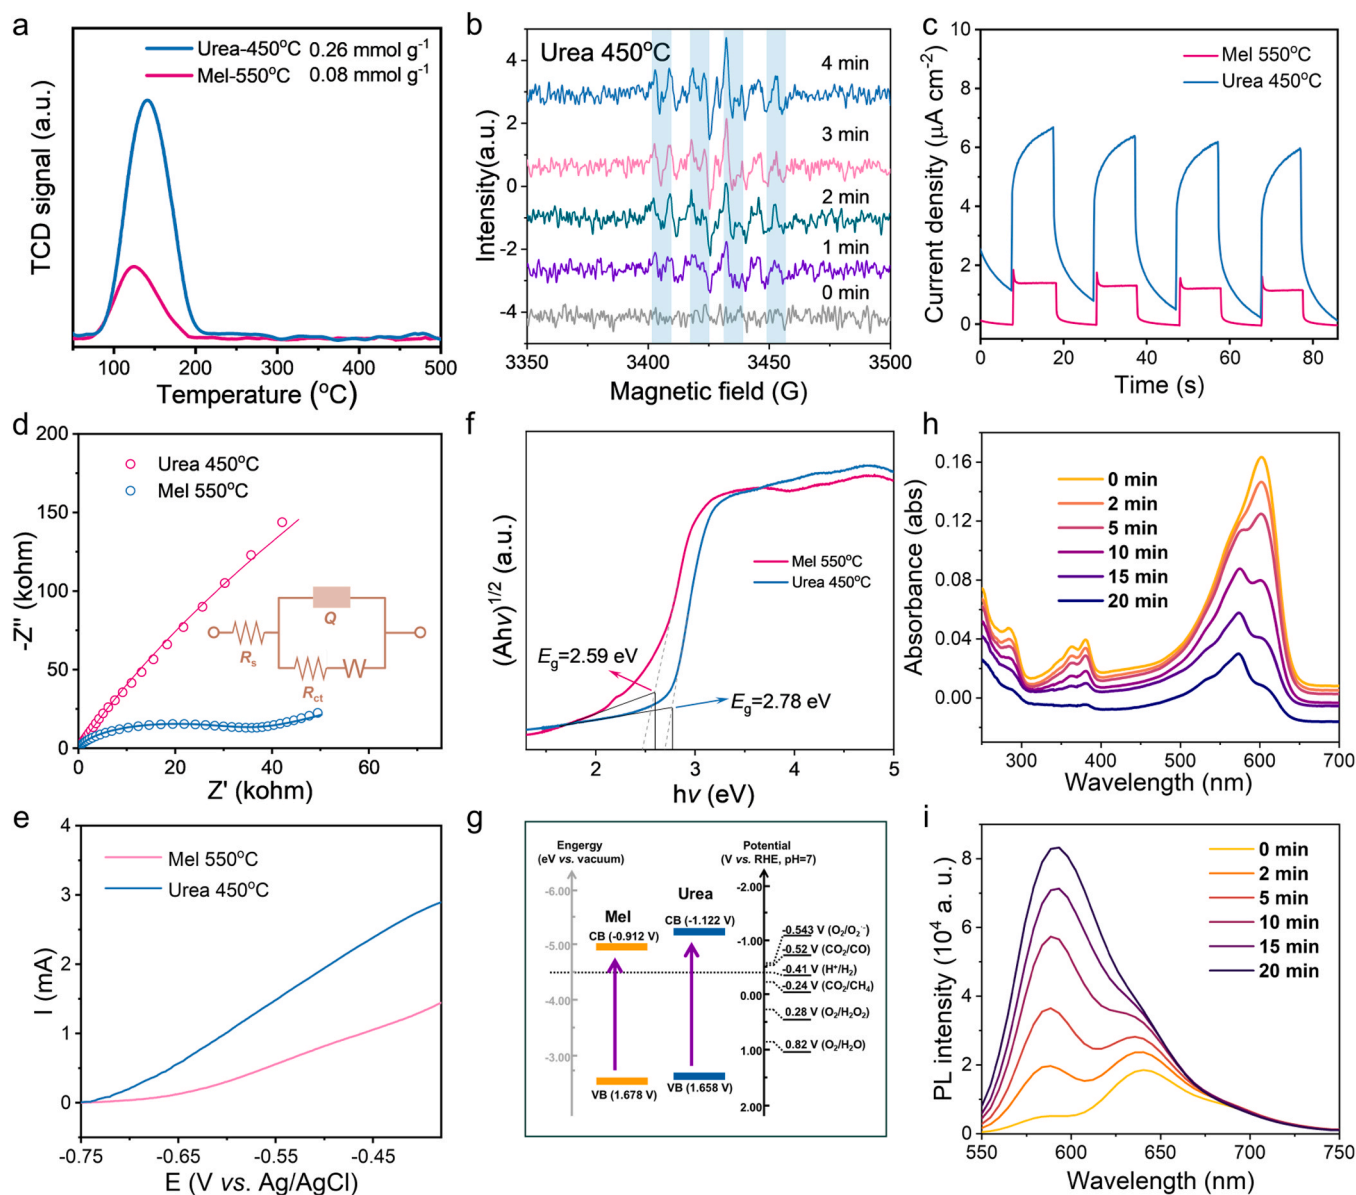 a
Urea-450°C 0.26 mmol g⁻¹
Mel-550°C 0.08 mmol g⁻¹
TCD signal (a.u.)
100 200 300 400 500
Temperature (°C)
b
Urea 450°C
4 min
3 min
2 min
1 min
0 min
4
2
0
-2
-4
Intensity(a.u.)
3350 3400 3450 3500
Magnetic field (G)
c
Mel 550°C
Urea 450°C
10
8
6
4
2
0
Current density (μA cm⁻²)
0 20 40 60 80
Time (s)
d
Urea 450°C
Mel 550°C
200
150
100
50
0
-Z'' (kohm)
Q
Rs
Rct
W
0 20 40 60
Z' (kohm)
f
Mel 550°C
Urea 450°C
(Ahν)^1/2 (a.u.)
Eg=2.59 eV
Eg=2.78 eV
2 3 4 5
hν (eV)
h
0 min
2 min
5 min
10 min
15 min
20 min
0.16
0.12
0.08
0.04
0.00
Absorbance (abs)
300 400 500 600 700
Wavelength (nm)
e
Mel 550°C
Urea 450°C
4
3
2
1
0
I (mA)
-0.75 -0.65 -0.55 -0.45
E (V vs. Ag/AgCl)
g
Engergy
(eV vs. vacuum)
Potential
(V vs. RHE, pH=7)
-6.00
-5.00
-4.00
-3.00
Mel
CB (-0.912 V)
VB (1.678 V)
Urea
CB (-1.122 V)
VB (1.658 V)
-2.00
-1.00
0.00
1.00
2.00
-0.543 V (O₂/O₂·⁻)
-0.52 V (CO₂/CO)
-0.41 V (H⁺/H₂)
-0.24 V (CO₂/CH₄)
0.28 V (O₂/H₂O₂)
0.82 V (O₂/H₂O)
i
0 min
2 min
5 min
10 min
15 min
20 min
8
6
4
2
0
PL intensity (10⁴ a. u.)
550 600 650 700 750
Wavelength (nm)